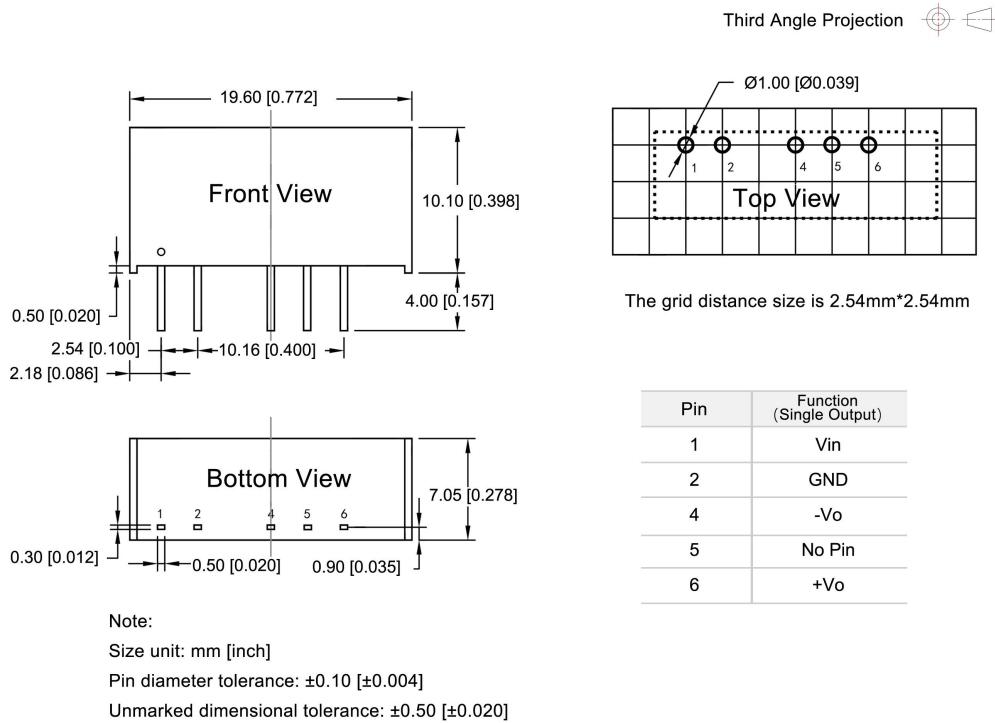 Third Angle Projection
19.60 [0.772]
Front View
10.10 [0.398]
4.00 [0.157]
0.50 [0.020]
2.54 [0.100]
10.16 [0.400]
2.18 [0.086]
Ø1.00 [Ø0.039]
1 2 4 5 6
Top View
The grid distance size is 2.54mm*2.54mm
Bottom View
1 2 4 5 6
7.05 [0.278]
0.30 [0.012]
0.50 [0.020]
0.90 [0.035]
Pin Function
(Single Output)
1 Vin
2 GND
4 -Vo
5 No Pin
6 +Vo
Note:
Size unit: mm [inch]
Pin diameter tolerance: ±0.10 [±0.004]
Unmarked dimensional tolerance: ±0.50 [±0.020]